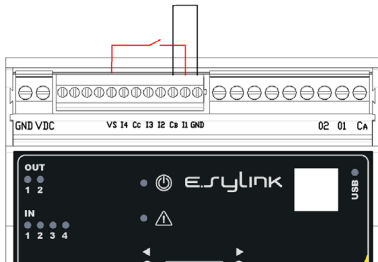 GND VDC VS I4 Cc I3 I2 CB I1 GND 02 01 CA
OUT
1 2
e.sylink
USB
IN
1 2 3 4